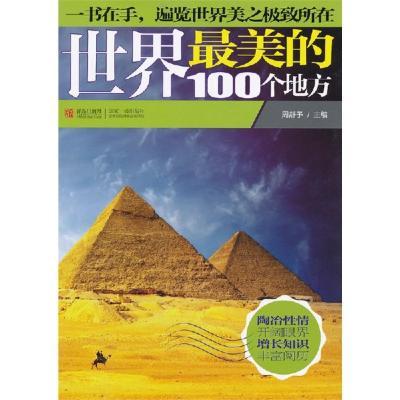 一书在手，遍览世界美之极致所在
世界最美的
100个地方
周静予 / 主编
陶冶性情
开阔眼界
增长知识
丰富阅历